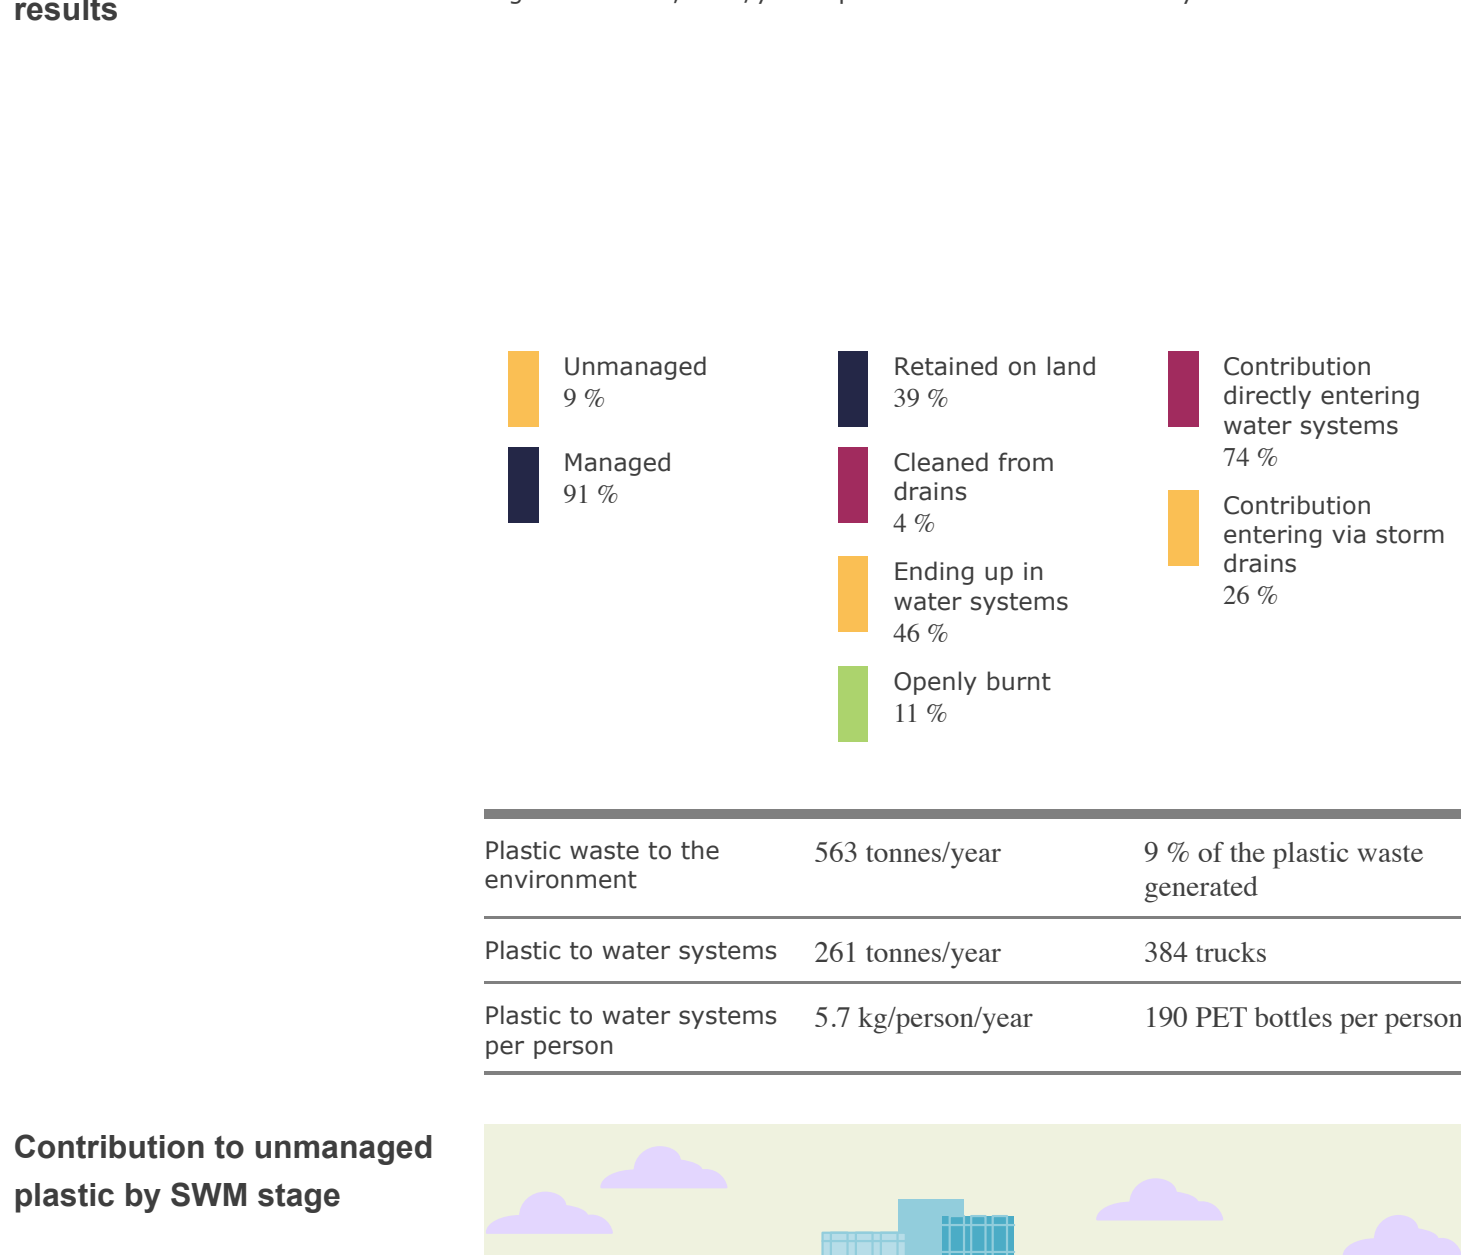 results
Unmanaged
9 %
Managed
91 %
Retained on land
39 %
Cleaned from
drains
4 %
Ending up in
water systems
46 %
Openly burnt
11 %
Contribution
directly entering
water systems
74 %
Contribution
entering via storm
drains
26 %
Plastic waste to the
environment
563 tonnes/year
9 % of the plastic waste
generated
Plastic to water systems
261 tonnes/year
384 trucks
Plastic to water systems
per person
5.7 kg/person/year
190 PET bottles per person
Contribution to unmanaged
plastic by SWM stage